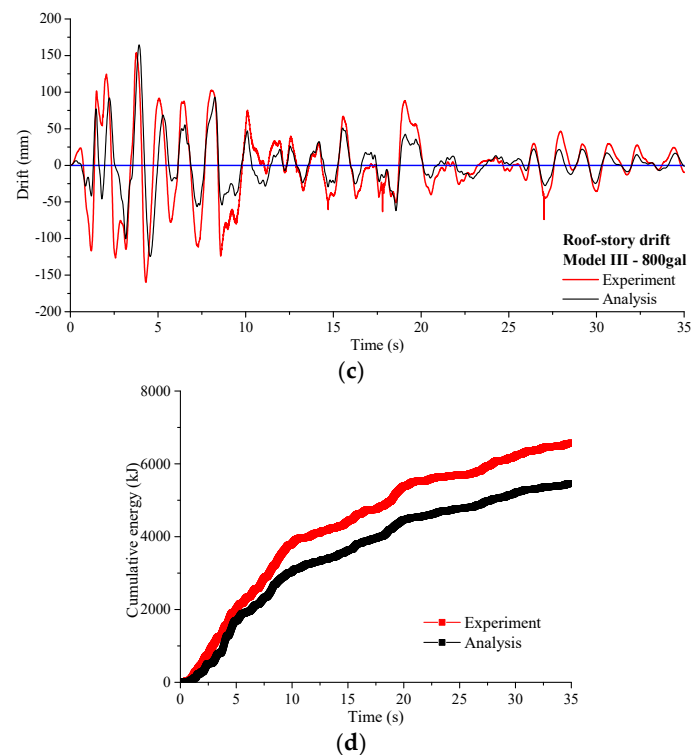 200
150
100
50
0
-50
-100
-150
-200
Drift (mm)
Roof-story drift
Model III - 800gal
Experiment
Analysis
0 5 10 15 20 25 30 35
Time (s)
(c)
8000
6000
4000
2000
0
Cumulative energy (kJ)
Experiment
Analysis
0 5 10 15 20 25 30 35
Time (s)
(d)